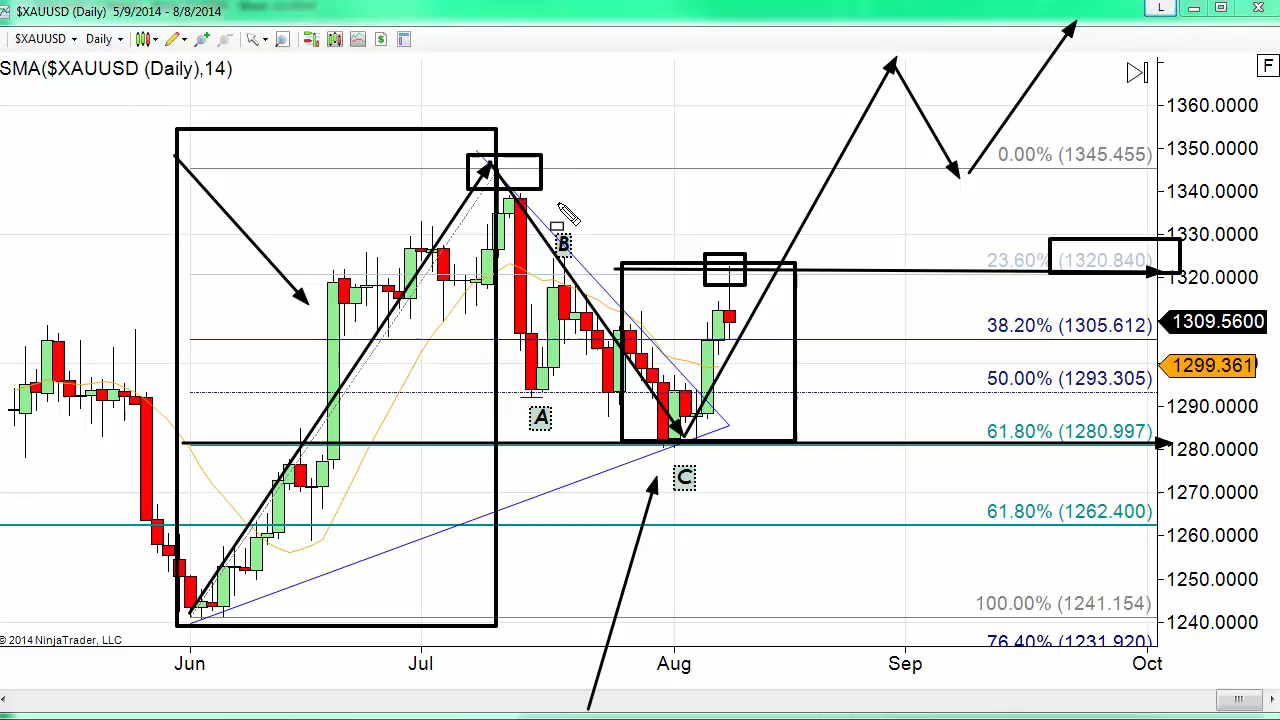 $XAUUSD (Daily) 5/9/2014 - 8/8/2014
L
$XAUUSD Daily
$
SMA($XAUUSD (Daily),14)
F
1360.0000
0.00% (1345.455)
1350.0000
1340.0000
B
1330.0000
23.60% (1320.840)
1320.0000
38.20% (1305.612)
1309.5600
1299.361
50.00% (1293.305)
A
1290.0000
61.80% (1280.997)
1280.0000
C
1270.0000
61.80% (1262.400)
1260.0000
1250.0000
100.00% (1241.154)
1240.0000
© 2014 NinjaTrader, LLC
76.40% (1231.920)
Jun Jul Aug Sep Oct